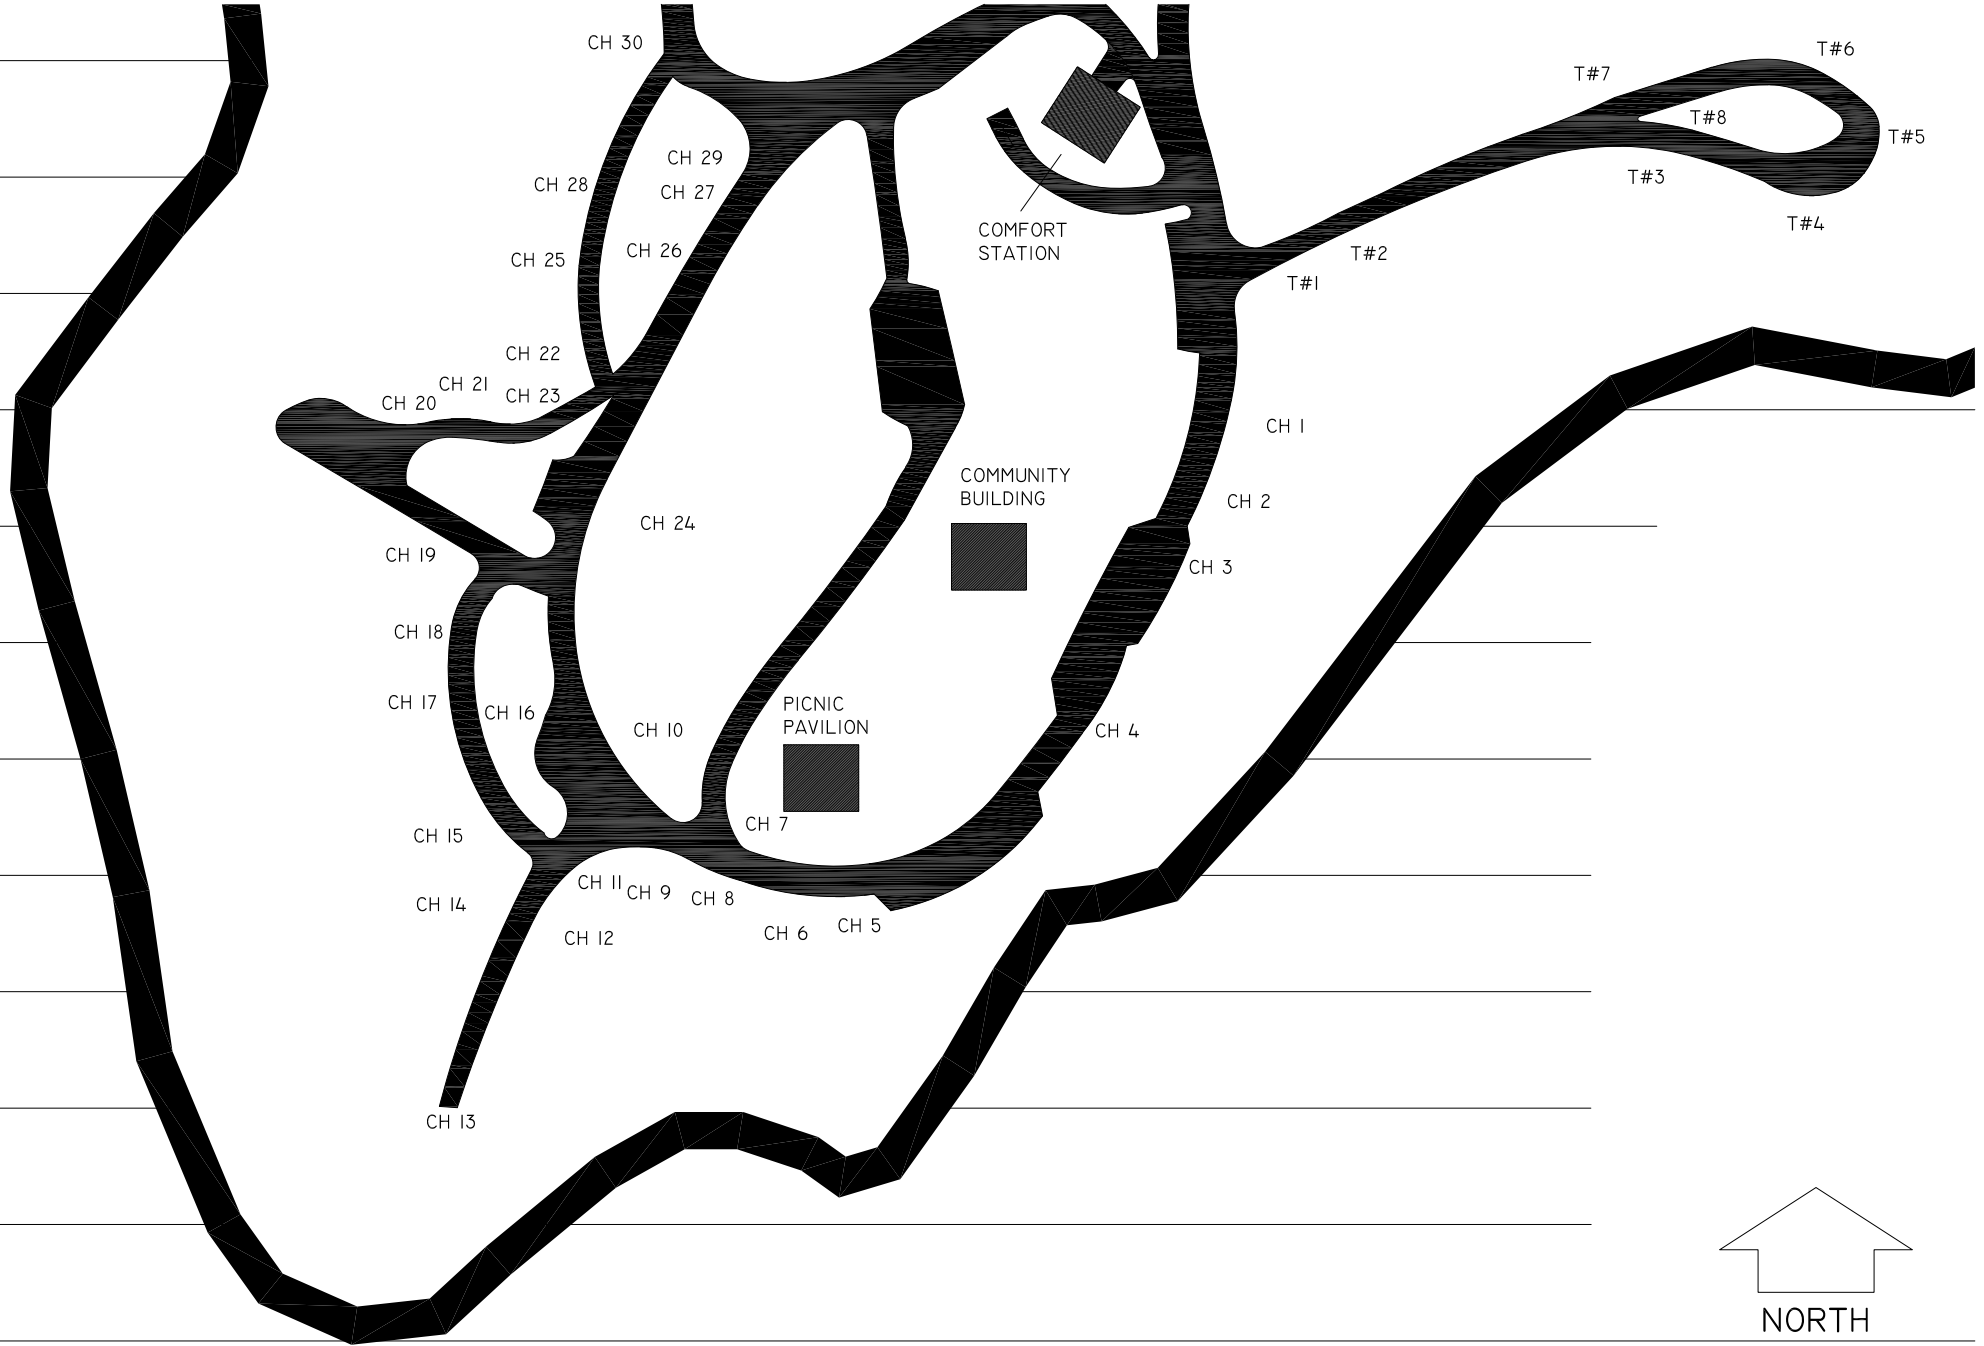 CH 30
T#6
T#7
T#8
T#5
CH 29
T#3
CH 28
CH 27
T#4
COMFORT
STATION
CH 26
T#2
CH 25
T#1
CH 22
CH 21
CH 23
CH 20
CH 1
COMMUNITY
BUILDING
CH 2
CH 24
CH 19
CH 3
CH 18
CH 17
PICNIC
PAVILION
CH 16
CH 10
CH 4
CH 7
CH 15
CH 11
CH 9
CH 8
CH 14
CH 5
CH 6
CH 12
CH 13
NORTH